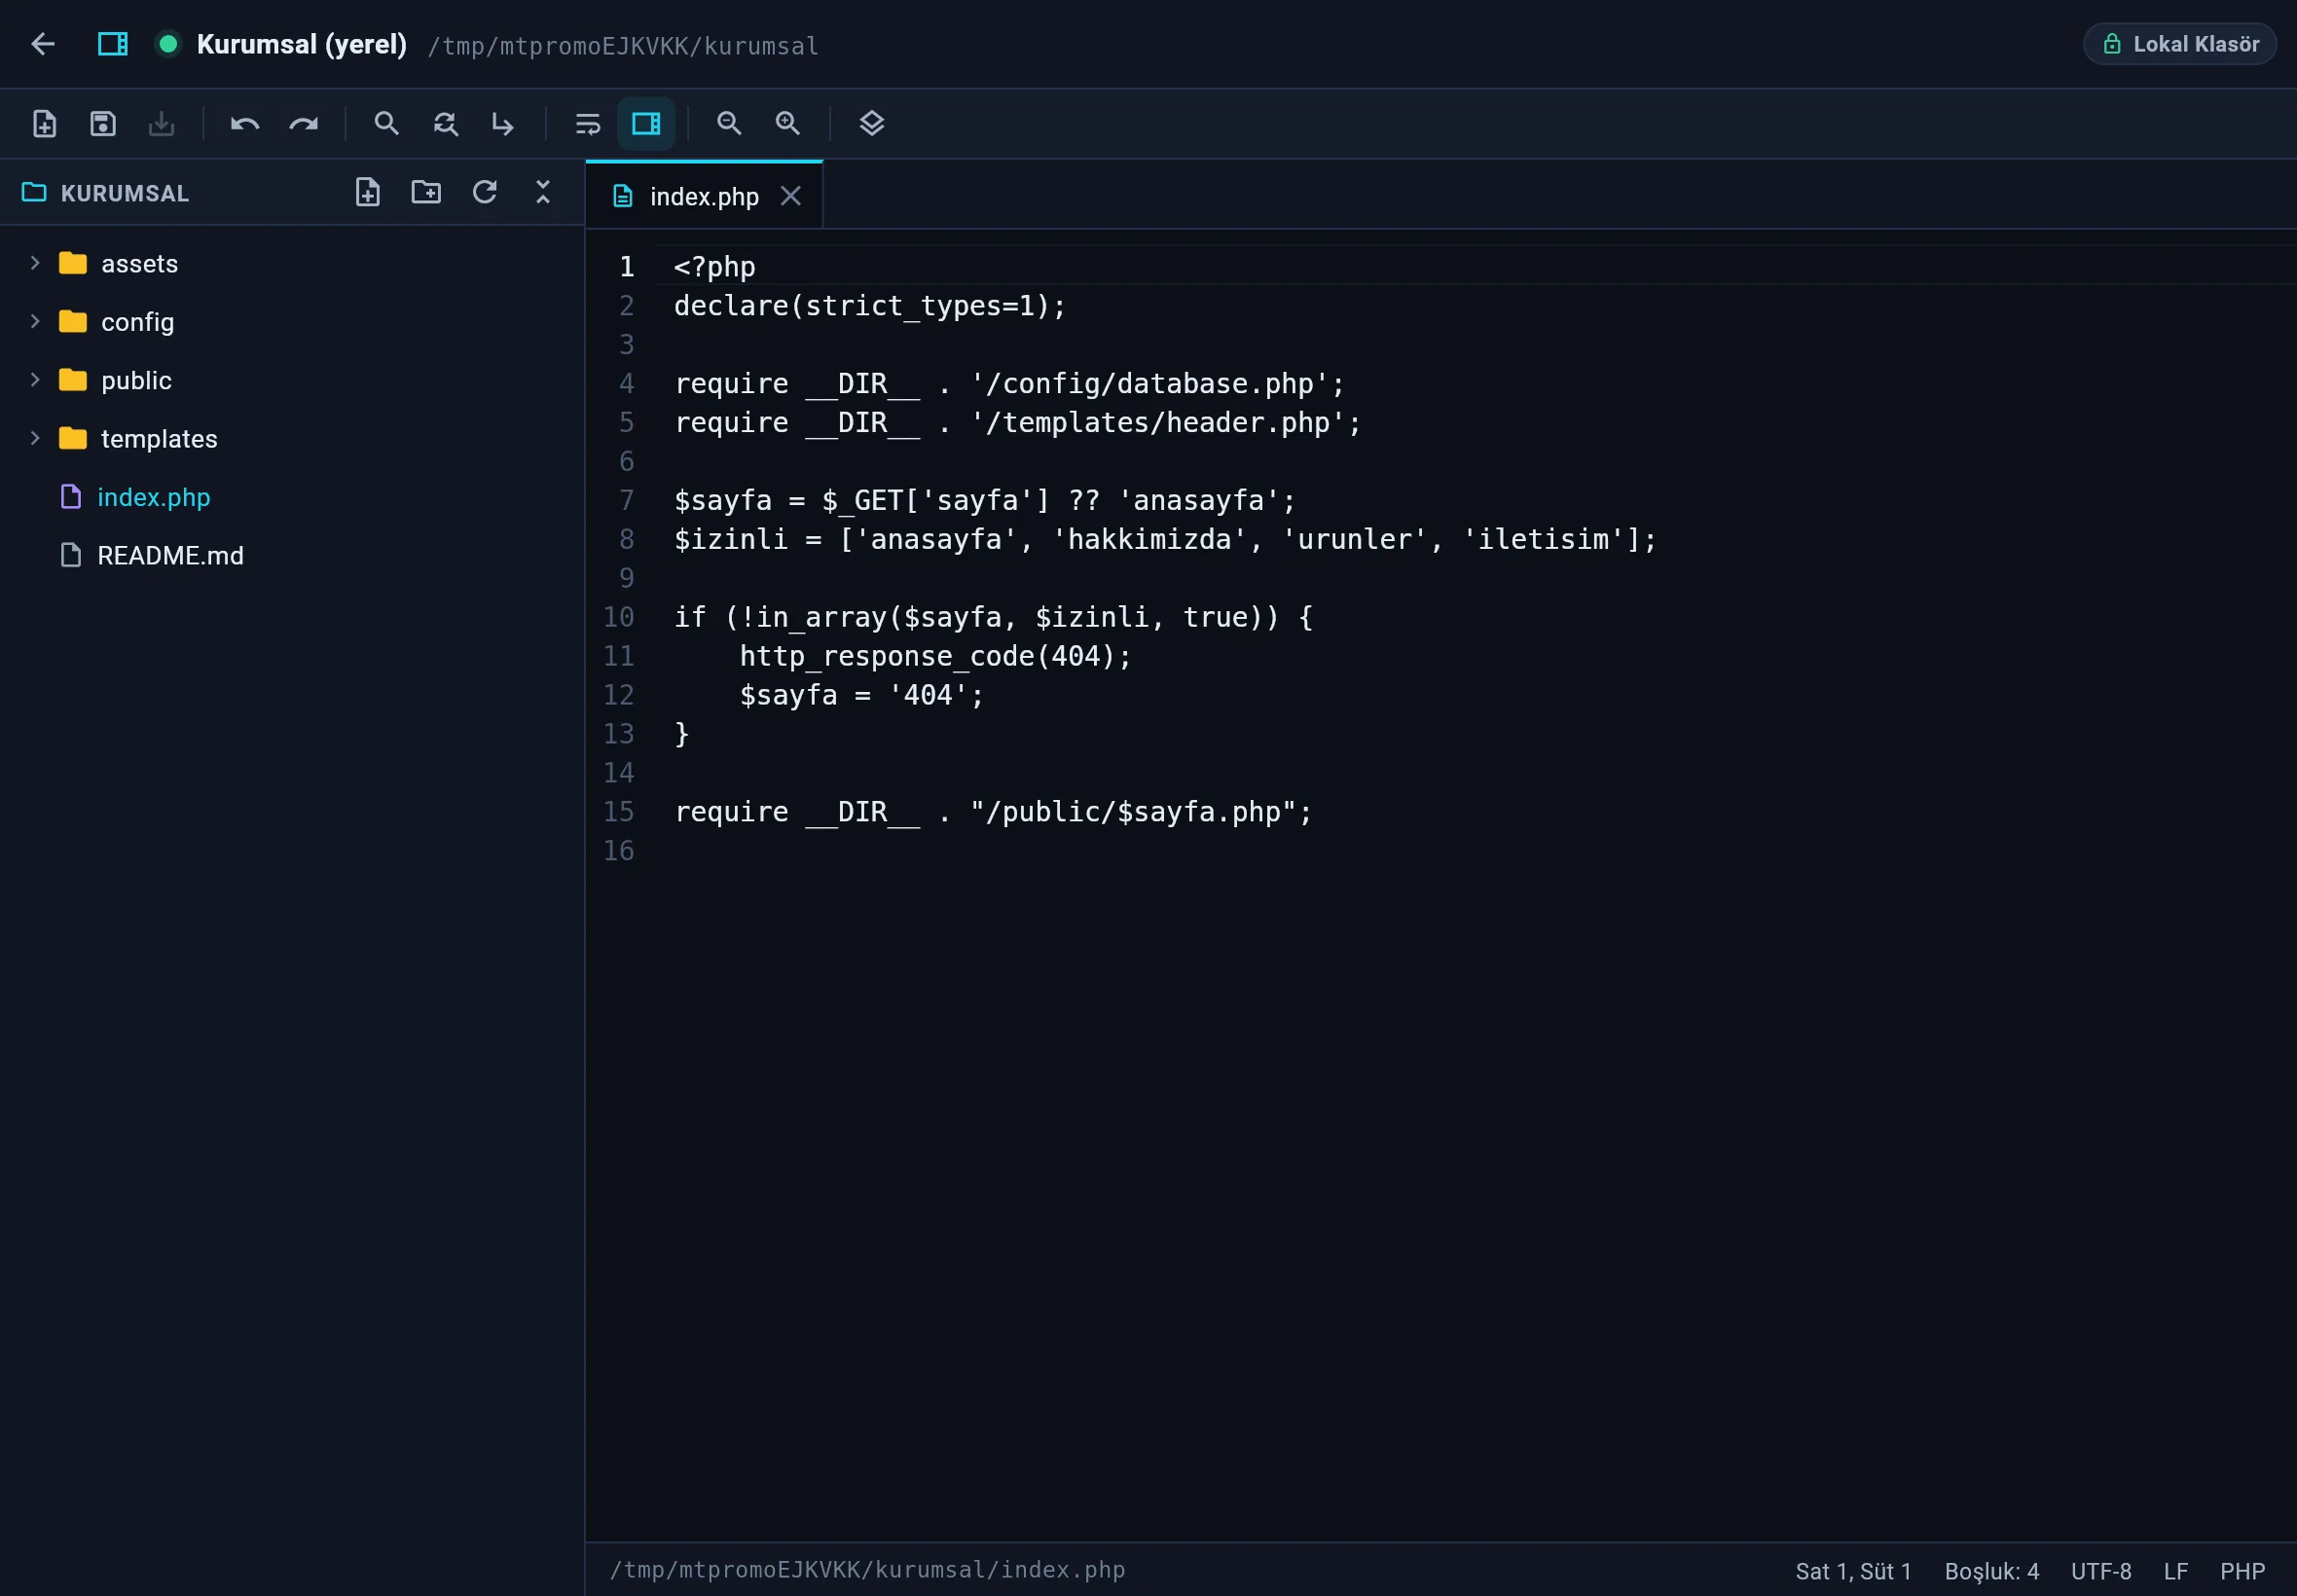 Kurumsal (yerel) /tmp/mtpromoEJKVKK/kurumsal
Lokal Klasör
KURUMSAL
assets
config
public
templates
index.php
README.md
index.php
1 <?php
2 declare(strict_types=1);
3
4 require __DIR__ . '/config/database.php';
5 require __DIR__ . '/templates/header.php';
6
7 $sayfa = $_GET['sayfa'] ?? 'anasayfa';
8 $izinli = ['anasayfa', 'hakkimizda', 'urunler', 'iletisim'];
9
10 if (!in_array($sayfa, $izinli, true)) {
11     http_response_code(404);
12     $sayfa = '404';
13 }
14
15 require __DIR__ . "/public/$sayfa.php";
16
/tmp/mtpromoEJKVKK/kurumsal/index.php
Sat 1, Süt 1 Boşluk: 4 UTF-8 LF PHP